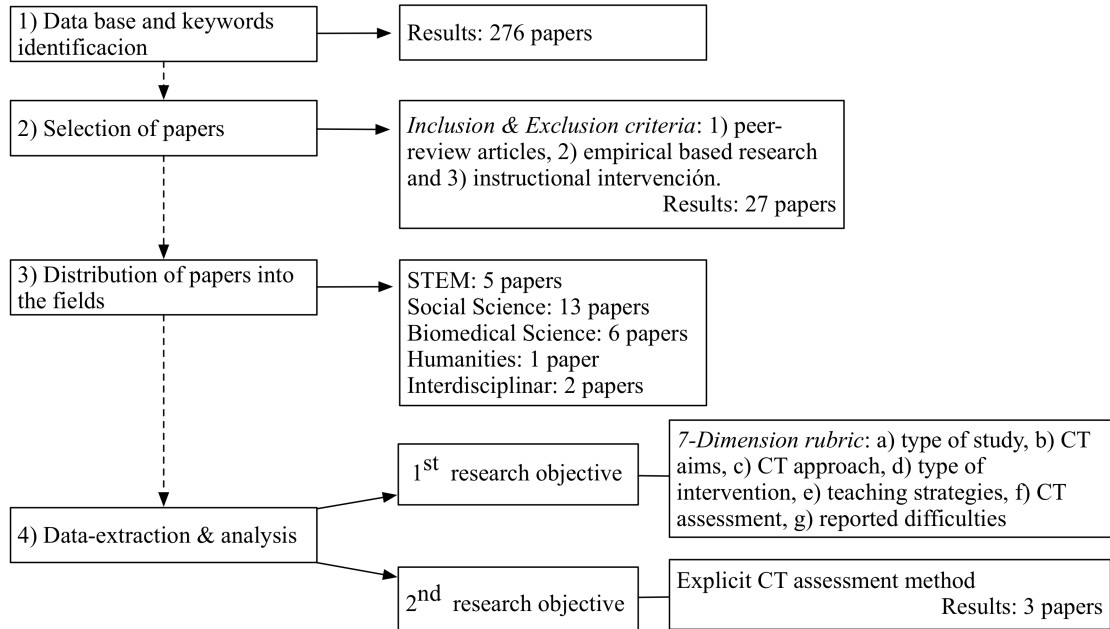 1) Data base and keywords
identificacion
Results: 276 papers
2) Selection of papers
Inclusion & Exclusion criteria: 1) peer-
review articles, 2) empirical based research
and 3) instructional intervención.
Results: 27 papers
3) Distribution of papers into
the fields
STEM: 5 papers
Social Science: 13 papers
Biomedical Science: 6 papers
Humanities: 1 paper
Interdisciplinar: 2 papers
4) Data-extraction & analysis
1st research objective
7-Dimension rubric: a) type of study, b) CT
aims, c) CT approach, d) type of
intervention, e) teaching strategies, f) CT
assessment, g) reported difficulties
2nd research objective
Explicit CT assessment method
Results: 3 papers